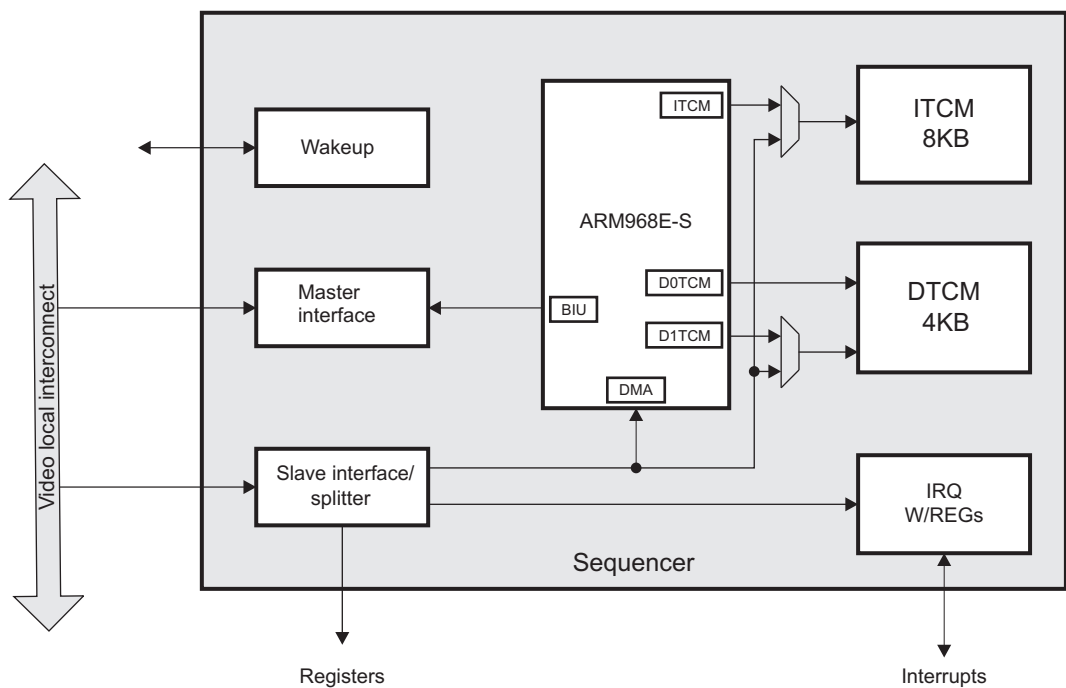 ITCM
ITCM
8KB
Wakeup
ARM968E-S
Video local interconnect
Master
interface
BIU
D0TCM
D1TCM
DTCM
4KB
DMA
Slave interface/
splitter
IRQ
W/REGs
Sequencer
Registers
Interrupts